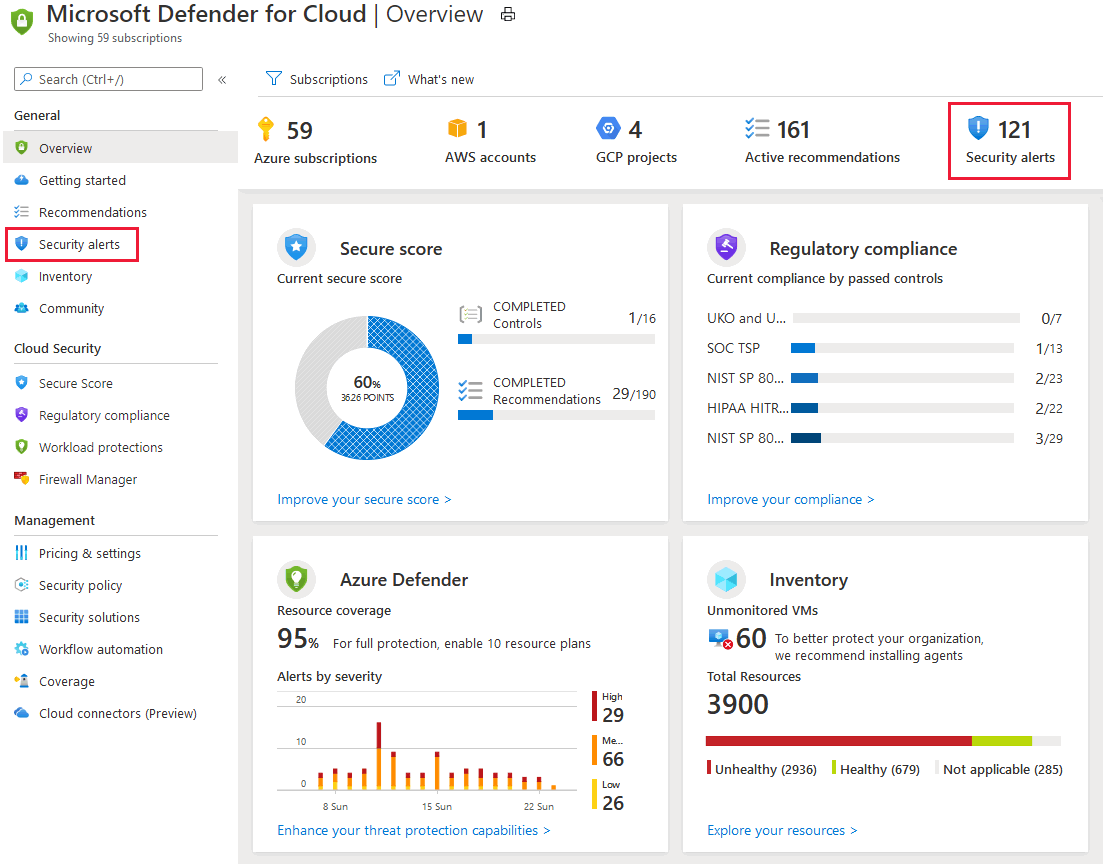 Microsoft Defender for Cloud | Overview
Showing 59 subscriptions
Search (Ctrl+/)
«
General
Overview
Getting started
Recommendations
Security alerts
Inventory
Community
Cloud Security
Secure Score
Regulatory compliance
Workload protections
Firewall Manager
Management
Pricing & settings
Security policy
Security solutions
Workflow automation
Coverage
Cloud connectors (Preview)
Subscriptions
What's new
59
Azure subscriptions
1
AWS accounts
4
GCP projects
161
Active recommendations
121
Security alerts
Secure score
Current secure score
60%
3626 POINTS
COMPLETED
Controls
1/16
COMPLETED
Recommendations
29/190
Improve your secure score >
Regulatory compliance
Current compliance by passed controls
UKO and U... 0/7
SOC TSP 1/13
NIST SP 80... 2/23
HIPAA HITR... 2/22
NIST SP 80... 3/29
Improve your compliance >
Azure Defender
Resource coverage
95% For full protection, enable 10 resource plans
Alerts by severity
20
10
0
8 Sun 15 Sun 22 Sun
High
29
Me...
66
Low
26
Enhance your threat protection capabilities >
Inventory
Unmonitored VMs
60 To better protect your organization,
we recommend installing agents
Total Resources
3900
Unhealthy (2936) Healthy (679) Not applicable (285)
Explore your resources >